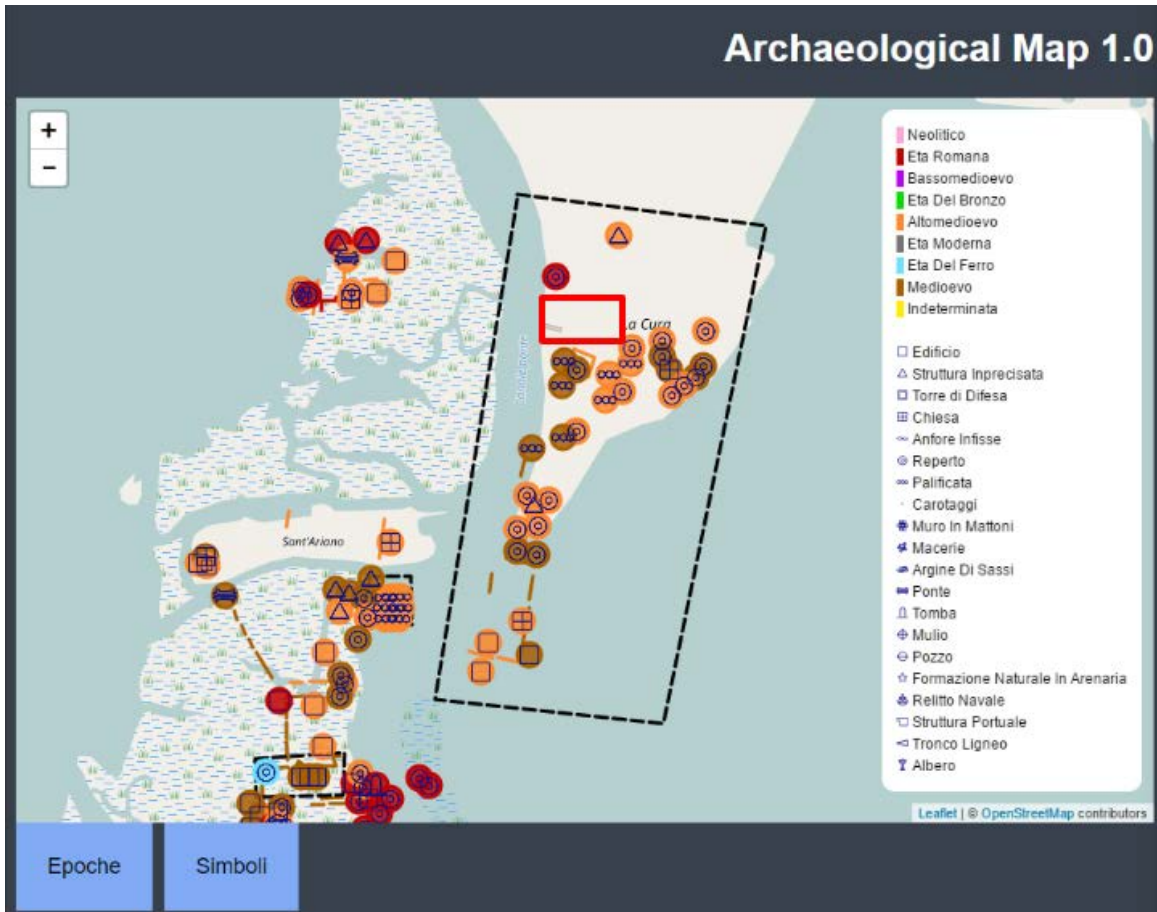 Archaeological Map 1.0
+
−
Neolitico
Eta Romana
Bassomedioevo
Eta Del Bronzo
Altomedioevo
Eta Moderna
Eta Del Ferro
Medioevo
Indeterminata
Edificio
Struttura Inprecisata
Torre di Difesa
Chiesa
Anfore Infisse
Reperto
Palificata
Carotaggi
Muro In Mattoni
Macerie
Argine Di Sassi
Ponte
Tomba
Mulio
Pozzo
Formazione Naturale In Arenaria
Relitto Navale
Struttura Portuale
Tronco Ligneo
Albero
La Cura
Sant'Ariano
Leaflet | © OpenStreetMap contributors
Epoche
Simboli